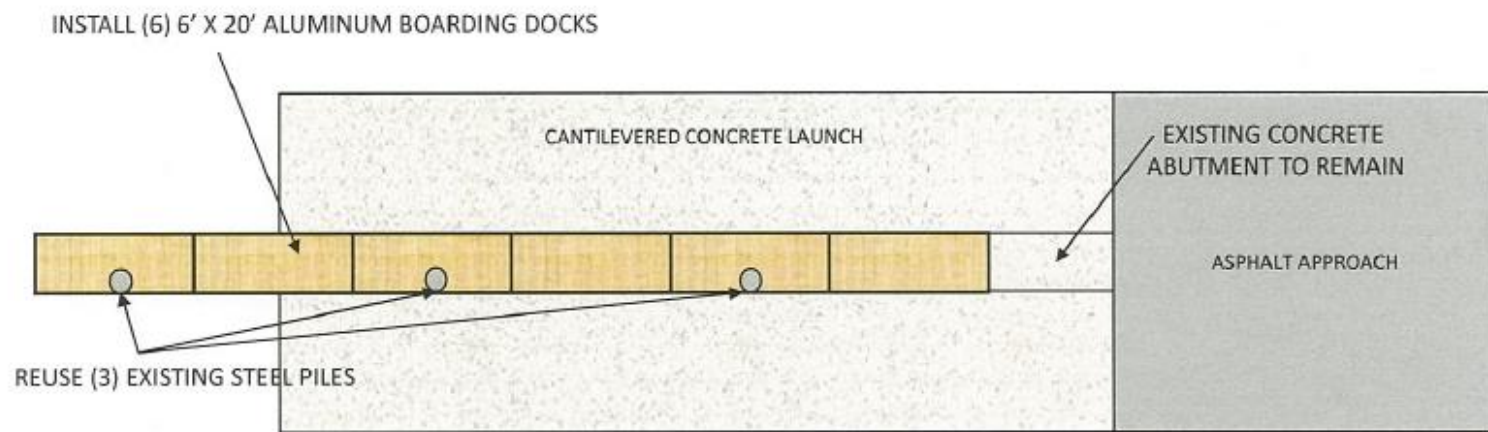 INSTALL (6) 6' X 20' ALUMINUM BOARDING DOCKS
CANTILEVERED CONCRETE LAUNCH
EXISTING CONCRETE
ABUTMENT TO REMAIN
ASPHALT APPROACH
REUSE (3) EXISTING STEEL PILES